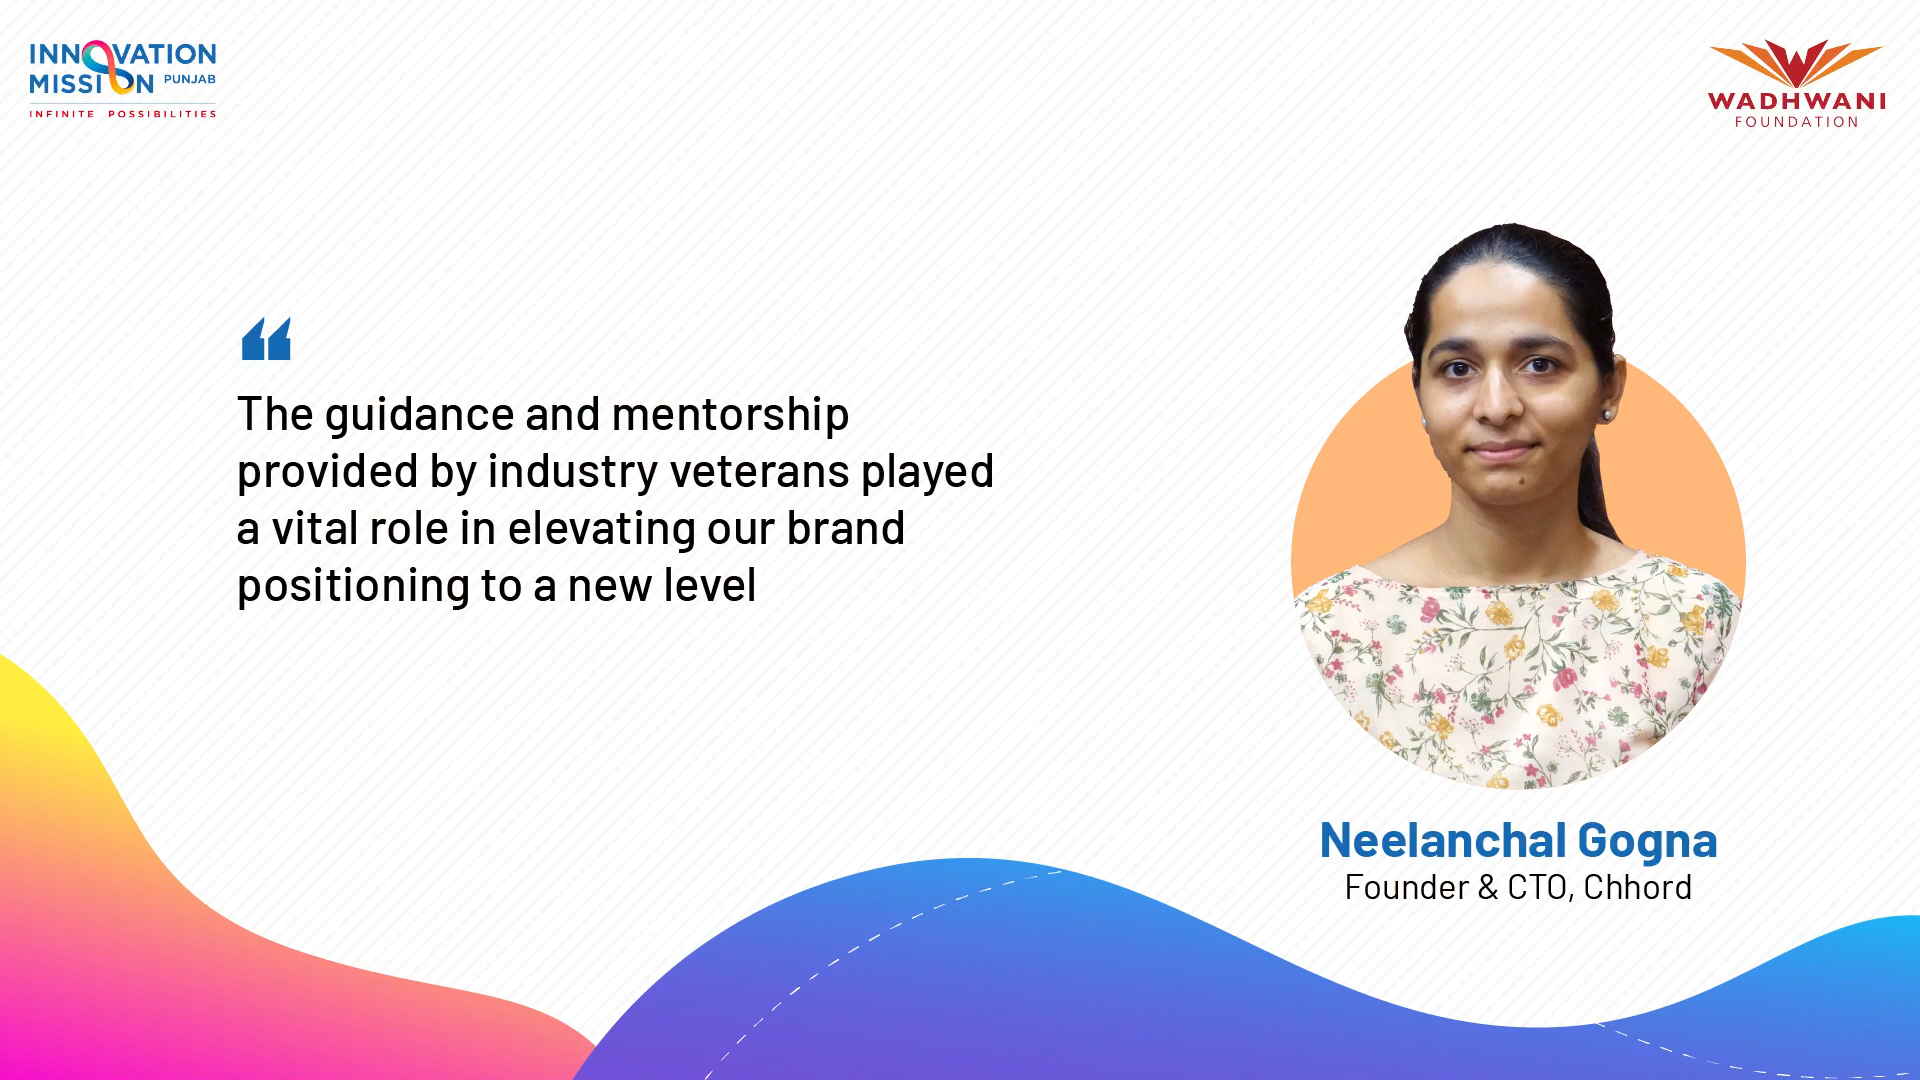 INNOVATION
MISSION PUNJAB
INFINITE POSSIBILITIES
WADHWANI
FOUNDATION
“
The guidance and mentorship
provided by industry veterans played
a vital role in elevating our brand
positioning to a new level
Neelanchal Gogna
Founder & CTO, Chhord